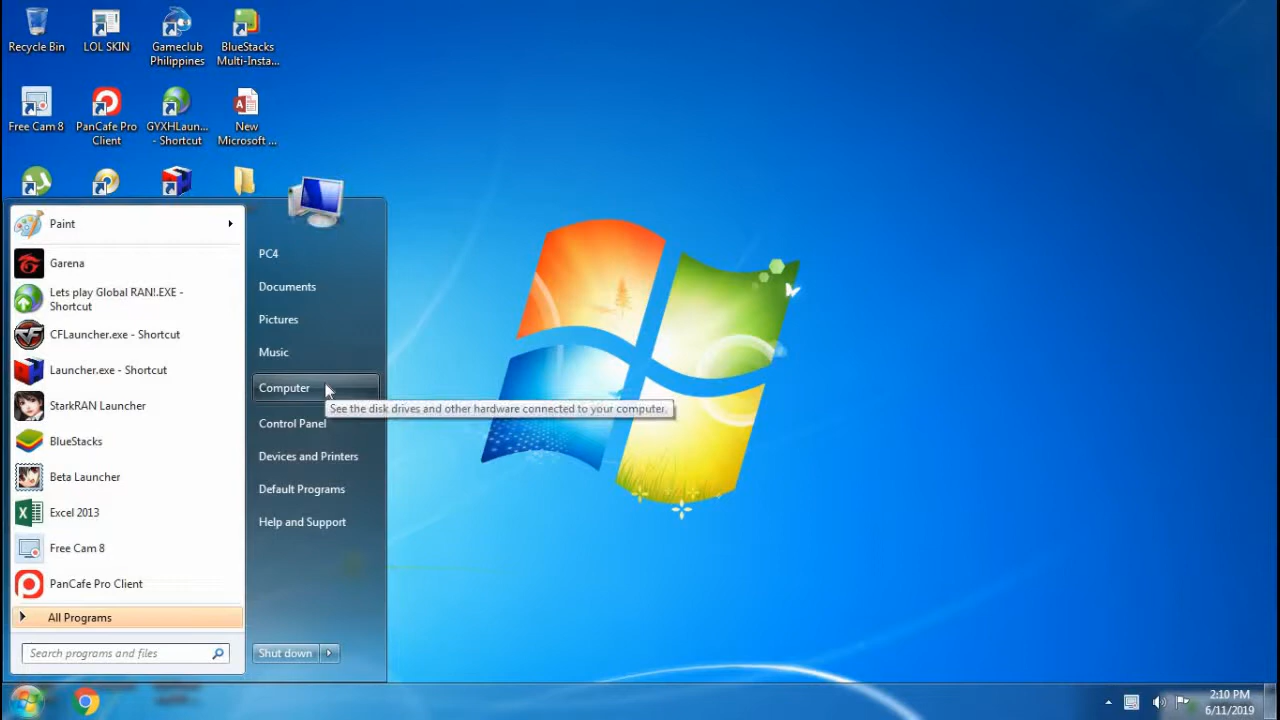 Recycle Bin
LOL SKIN
Gameclub
Philippines
BlueStacks
Multi-Insta...
Free Cam 8
PanCafe Pro
Client
GYXHLaun...
- Shortcut
New
Microsoft ...
Paint
Garena
Lets play Global RAN!.EXE -
Shortcut
CFLauncher.exe - Shortcut
Launcher.exe - Shortcut
StarkRAN Launcher
BlueStacks
Beta Launcher
Excel 2013
Free Cam 8
PanCafe Pro Client
All Programs
Search programs and files
PC4
Documents
Pictures
Music
Computer
See the disk drives and other hardware connected to your computer.
Control Panel
Devices and Printers
Default Programs
Help and Support
Shut down
2:10 PM
6/11/2019